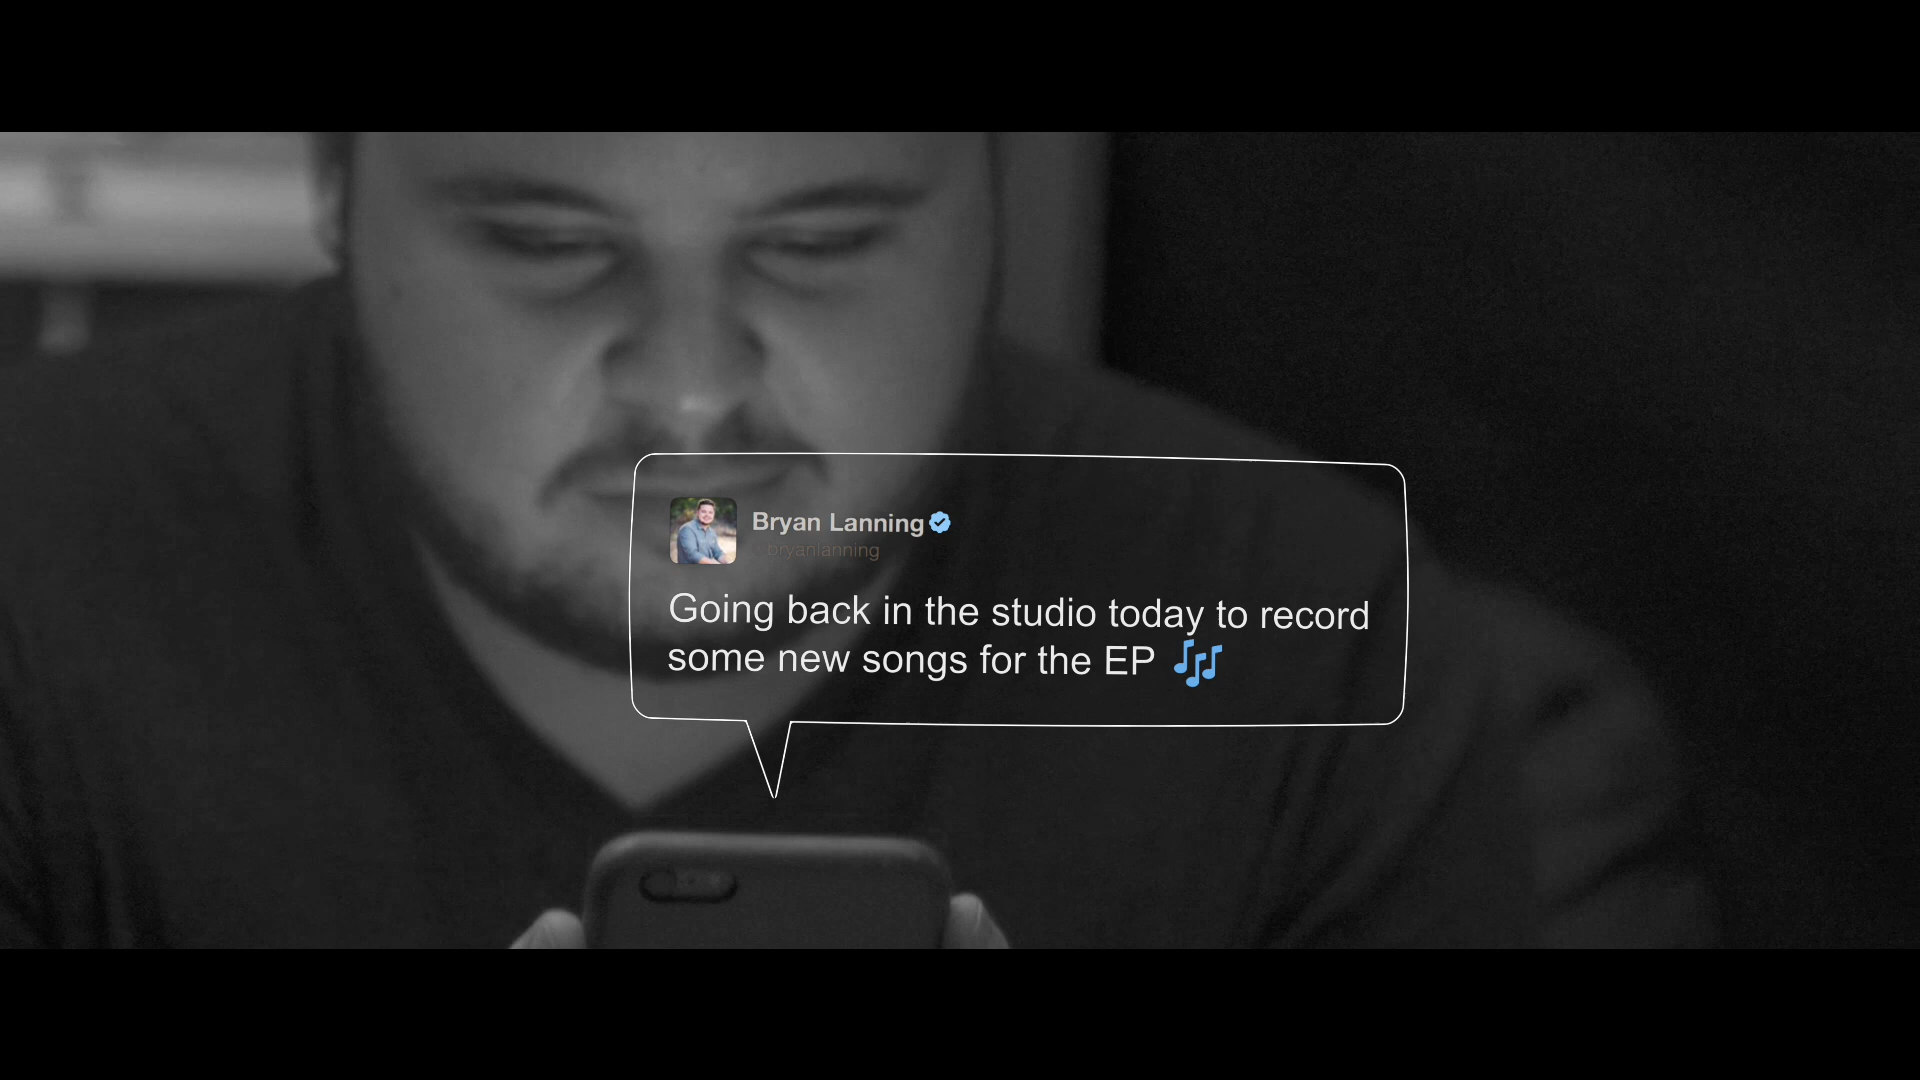 Bryan Lanning
bryanlanning
Going back in the studio today to record
some new songs for the EP 🎶